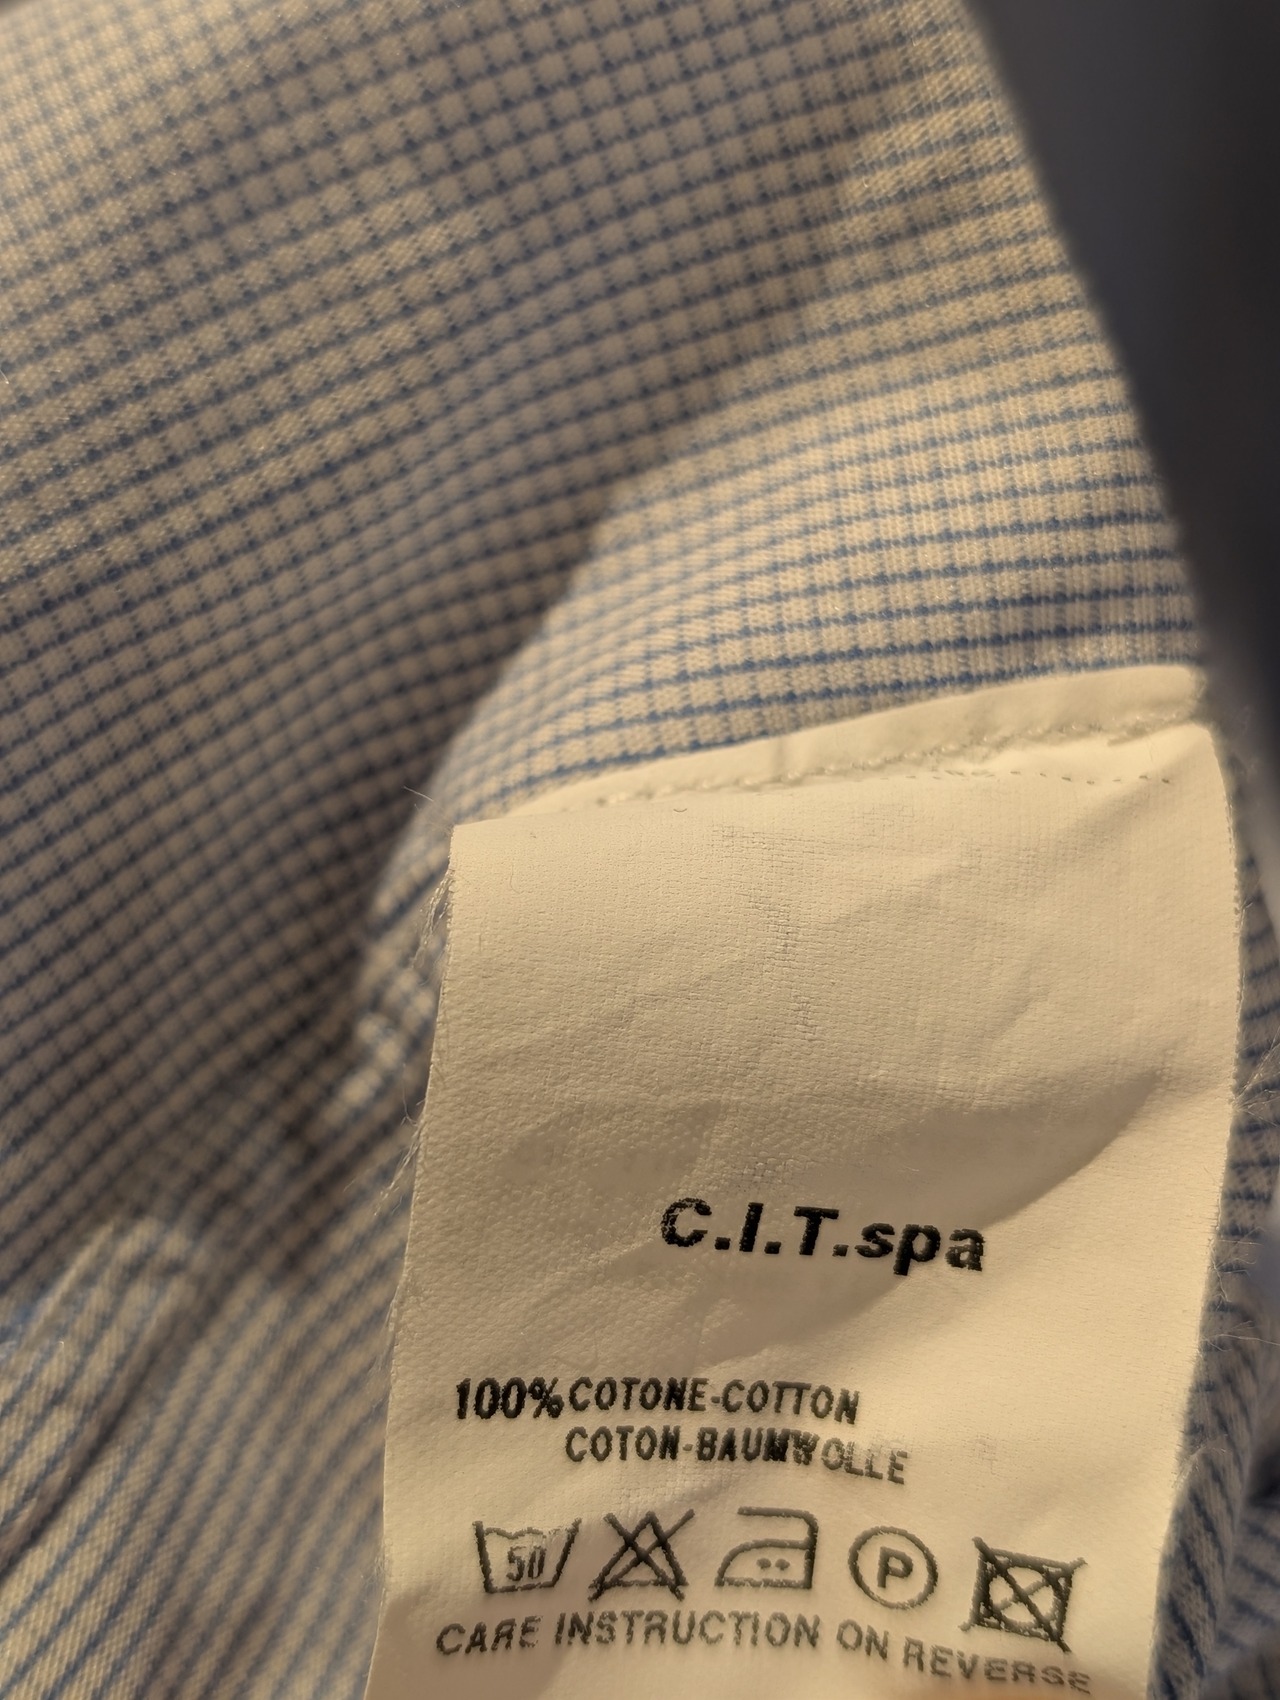 C.I.T.spa
100% COTONE-COTTON
COTON-BAUMWOLLE
50 P
CARE INSTRUCTION ON REVERSE